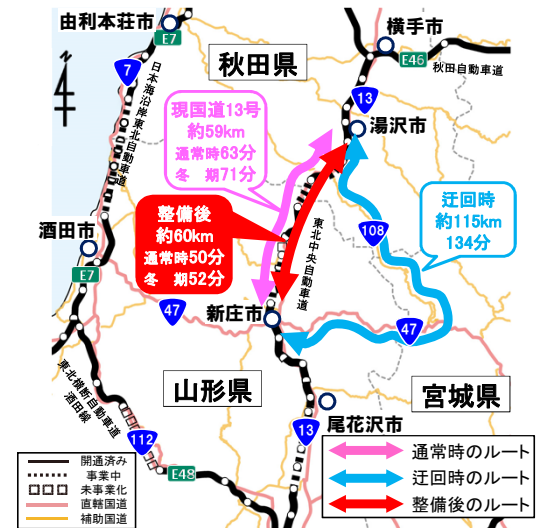 由利本荘市
E7
横手市
E46
秋田自動車道
秋田県
7
日本海沿岸東北自動車道
13
湯沢市
現国道13号
約59km
通常時63分
冬　期71分
整備後
約60km
通常時50分
冬　期52分
迂回時
約115km
134分
108
東北中央自動車道
酒田市
E7
47
新庄市
47
山形県
宮城県
東北横断自動車道
酒田線
112
E48
13
尾花沢市
開通済み
事業中
未事業化
直轄国道
補助国道
通常時のルート
迂回時のルート
整備後のルート